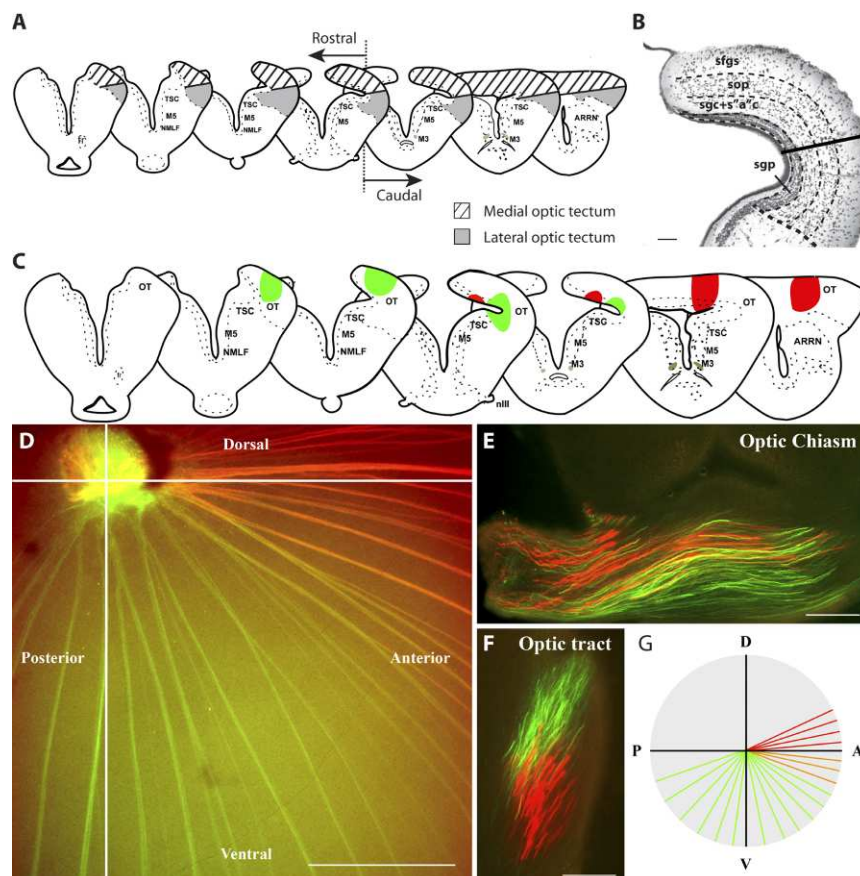 A
Rostral
TSC
M5
fr
NMLF
TSC
M5
NMLF
TSC
M5
TSC
M5
M3
TSC
M5
M3
ARRN
Caudal
Medial optic tectum
Lateral optic tectum
B
sfgs
sop
sgc+s"a"c
sgp
C
OT
TSC
OT
M5
NMLF
OT
TSC
M5
NMLF
TSC
OT
M5
nIII
OT
TSC
M5
M3
OT
TSC
M5
M3
OT
ARRN
D
Dorsal
Posterior
Anterior
Ventral
E
Optic Chiasm
F
Optic tract
G
D
P
A
V